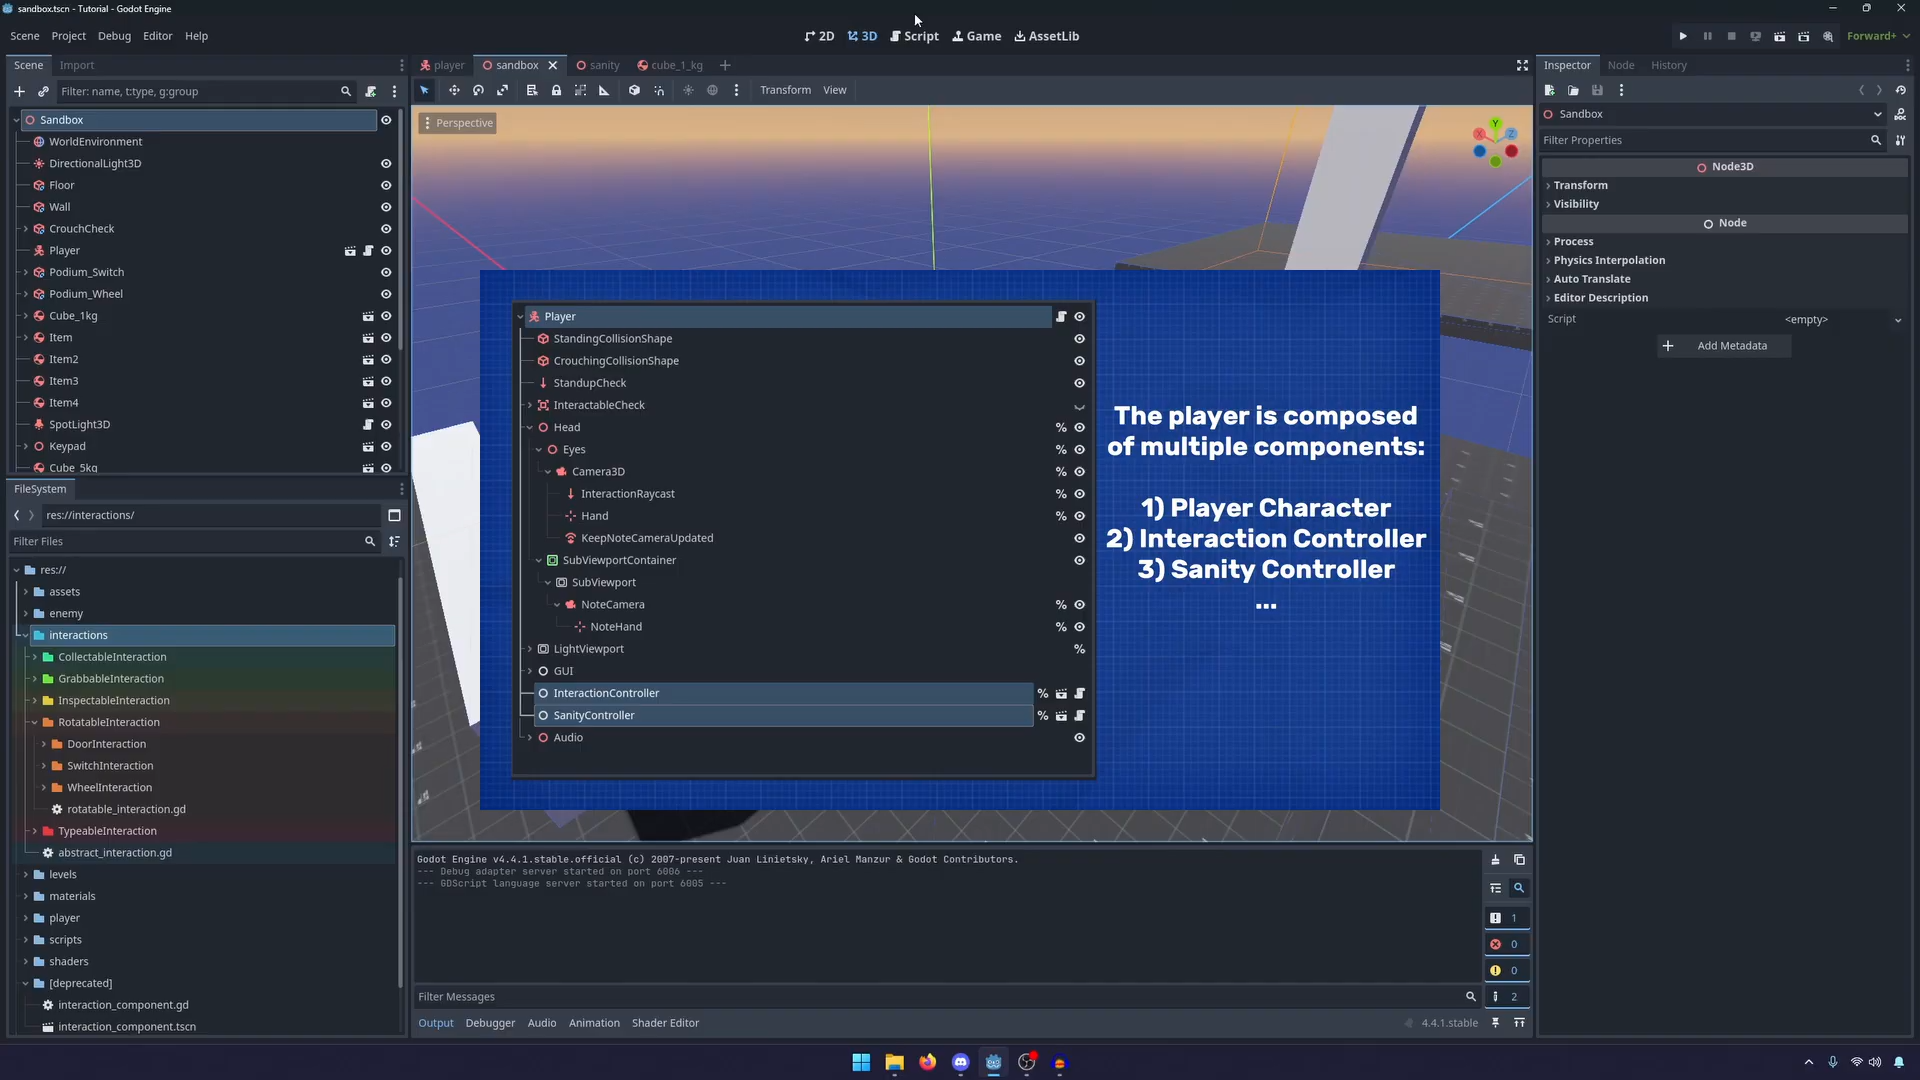 sandbox.tscn - Tutorial - Godot Engine
Scene Project Debug Editor Help
2D 3D Script Game AssetLib
Forward+
Scene Import
Filter: name, t:type, g:group
Sandbox
WorldEnvironment
DirectionalLight3D
Floor
Wall
CrouchCheck
Player
Podium_Switch
Podium_Wheel
Cube_1kg
Item
Item2
Item3
Item4
SpotLight3D
Keypad
Cube_5kg
FileSystem
res://interactions/
Filter Files
res://
assets
enemy
interactions
CollectableInteraction
GrabbableInteraction
InspectableInteraction
RotatableInteraction
DoorInteraction
SwitchInteraction
WheelInteraction
rotatable_interaction.gd
TypeableInteraction
abstract_interaction.gd
levels
materials
player
scripts
shaders
[deprecated]
interaction_component.gd
interaction_component.tscn
player sandbox sanity cube_1_kg
Transform View
Perspective
X Y Z
Player
StandingCollisionShape
CrouchingCollisionShape
StandupCheck
InteractableCheck
Head
Eyes
Camera3D
InteractionRaycast
Hand
KeepNoteCameraUpdated
SubViewportContainer
SubViewport
NoteCamera
NoteHand
LightViewport
GUI
InteractionController
SanityController
Audio
The player is composed
of multiple components:
1) Player Character
2) Interaction Controller
3) Sanity Controller
...
Godot Engine v4.4.1.stable.official (c) 2007-present Juan Linietsky, Ariel Manzur & Godot Contributors.
--- Debug adapter server started on port 6006 ---
--- GDScript language server started on port 6005 ---
1
0
0
2
Filter Messages
Output Debugger Audio Animation Shader Editor
4.4.1.stable
Inspector Node History
Sandbox
Filter Properties
Node3D
Transform
Visibility
Node
Process
Physics Interpolation
Auto Translate
Editor Description
Script <empty>
Add Metadata